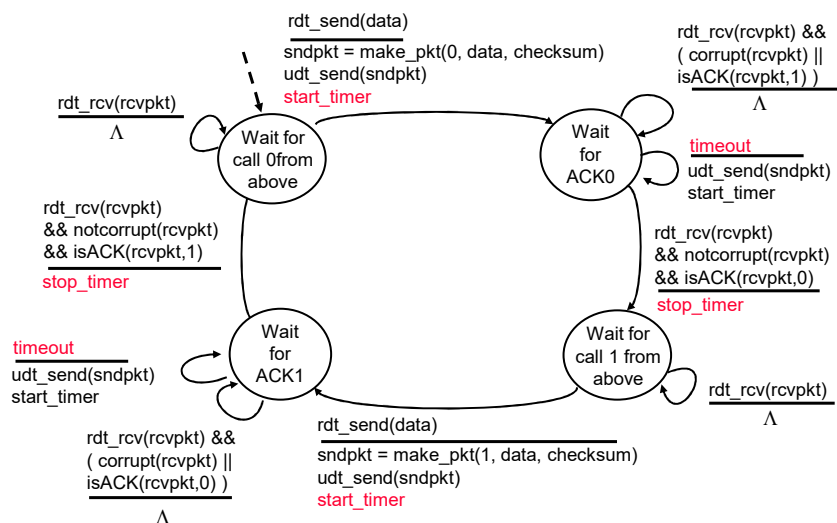 rdt_send(data)
sndpkt = make_pkt(0, data, checksum)
udt_send(sndpkt)
start_timer
rdt_rcv(rcvpkt) &&
( corrupt(rcvpkt) ||
isACK(rcvpkt,1) )
Λ
rdt_rcv(rcvpkt)
Λ
Wait for
call 0from
above
Wait
for
ACK0
timeout
udt_send(sndpkt)
start_timer
rdt_rcv(rcvpkt)
&& notcorrupt(rcvpkt)
&& isACK(rcvpkt,1)
stop_timer
rdt_rcv(rcvpkt)
&& notcorrupt(rcvpkt)
&& isACK(rcvpkt,0)
stop_timer
timeout
udt_send(sndpkt)
start_timer
Wait
for
ACK1
Wait for
call 1 from
above
rdt_rcv(rcvpkt)
Λ
rdt_rcv(rcvpkt) &&
( corrupt(rcvpkt) ||
isACK(rcvpkt,0) )
Λ
rdt_send(data)
sndpkt = make_pkt(1, data, checksum)
udt_send(sndpkt)
start_timer